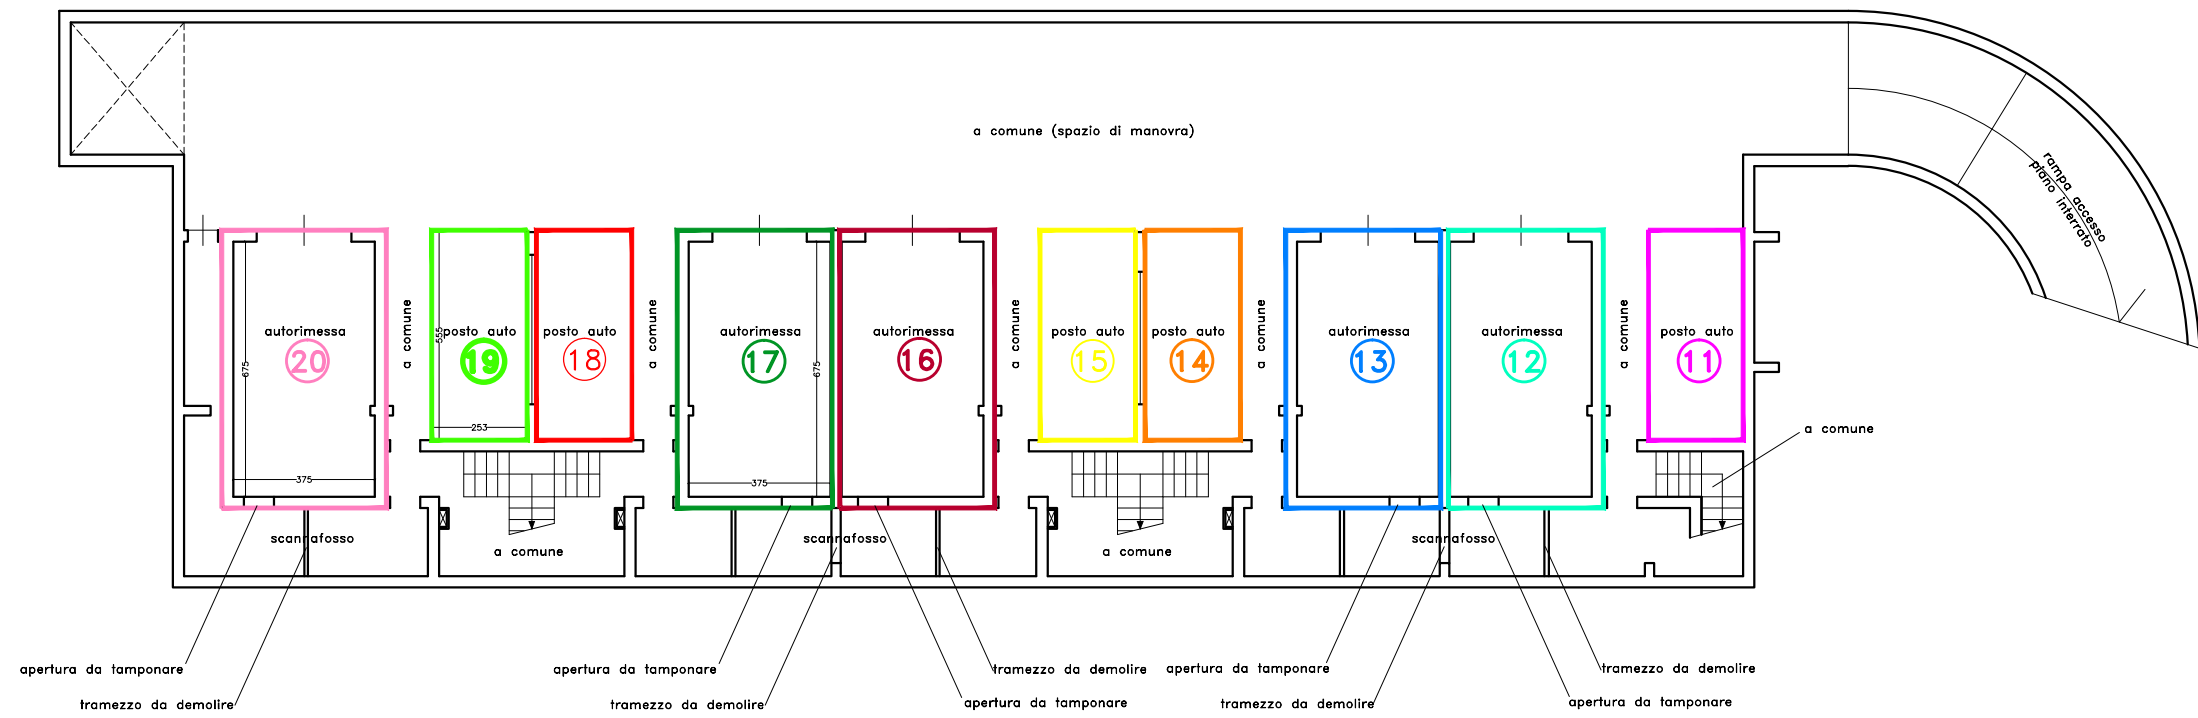 a comune (spazio di manovra)
rampa accesso
piano interrato
autorimessa
20
675
375
a comune
posto auto
19
555
253
posto auto
18
a comune
autorimessa
17
675
375
autorimessa
16
a comune
posto auto
15
posto auto
14
a comune
autorimessa
13
autorimessa
12
a comune
posto auto
11
a comune
scannafosso
a comune
scannafosso
a comune
scannafosso
apertura da tamponare
tramezzo da demolire
apertura da tamponare
tramezzo da demolire
tramezzo da demolire
apertura da tamponare
apertura da tamponare
tramezzo da demolire
tramezzo da demolire
apertura da tamponare